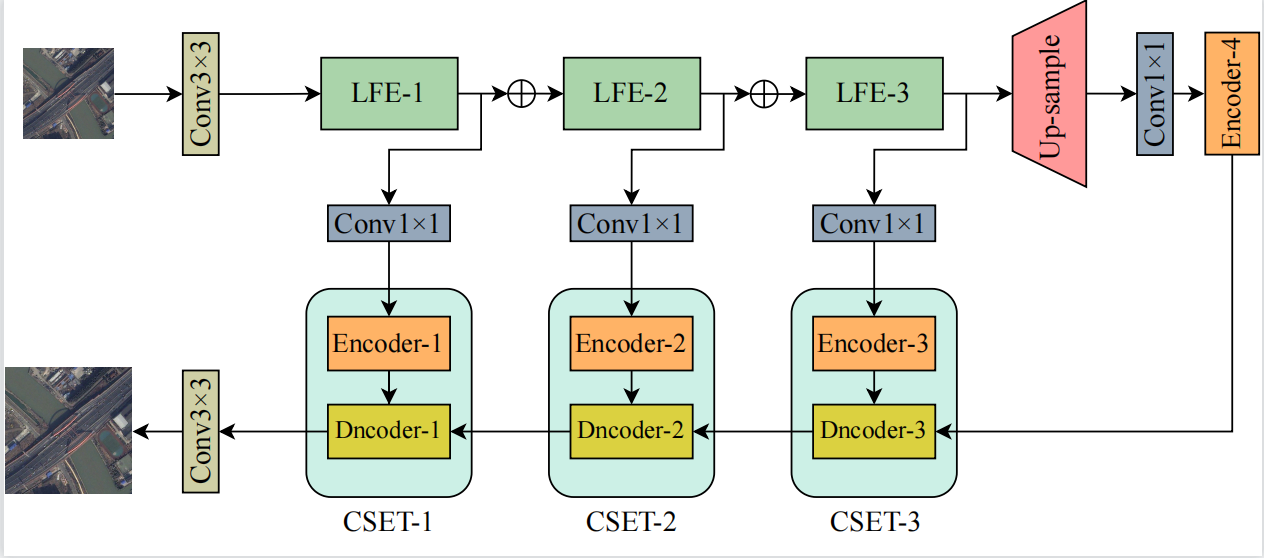 Conv3×3
LFE-1
LFE-2
LFE-3
Up-sample
Conv1×1
Encoder-4
Conv1×1
Conv1×1
Conv1×1
Encoder-1
Encoder-2
Encoder-3
Conv3×3
Dncoder-1
Dncoder-2
Dncoder-3
CSET-1
CSET-2
CSET-3